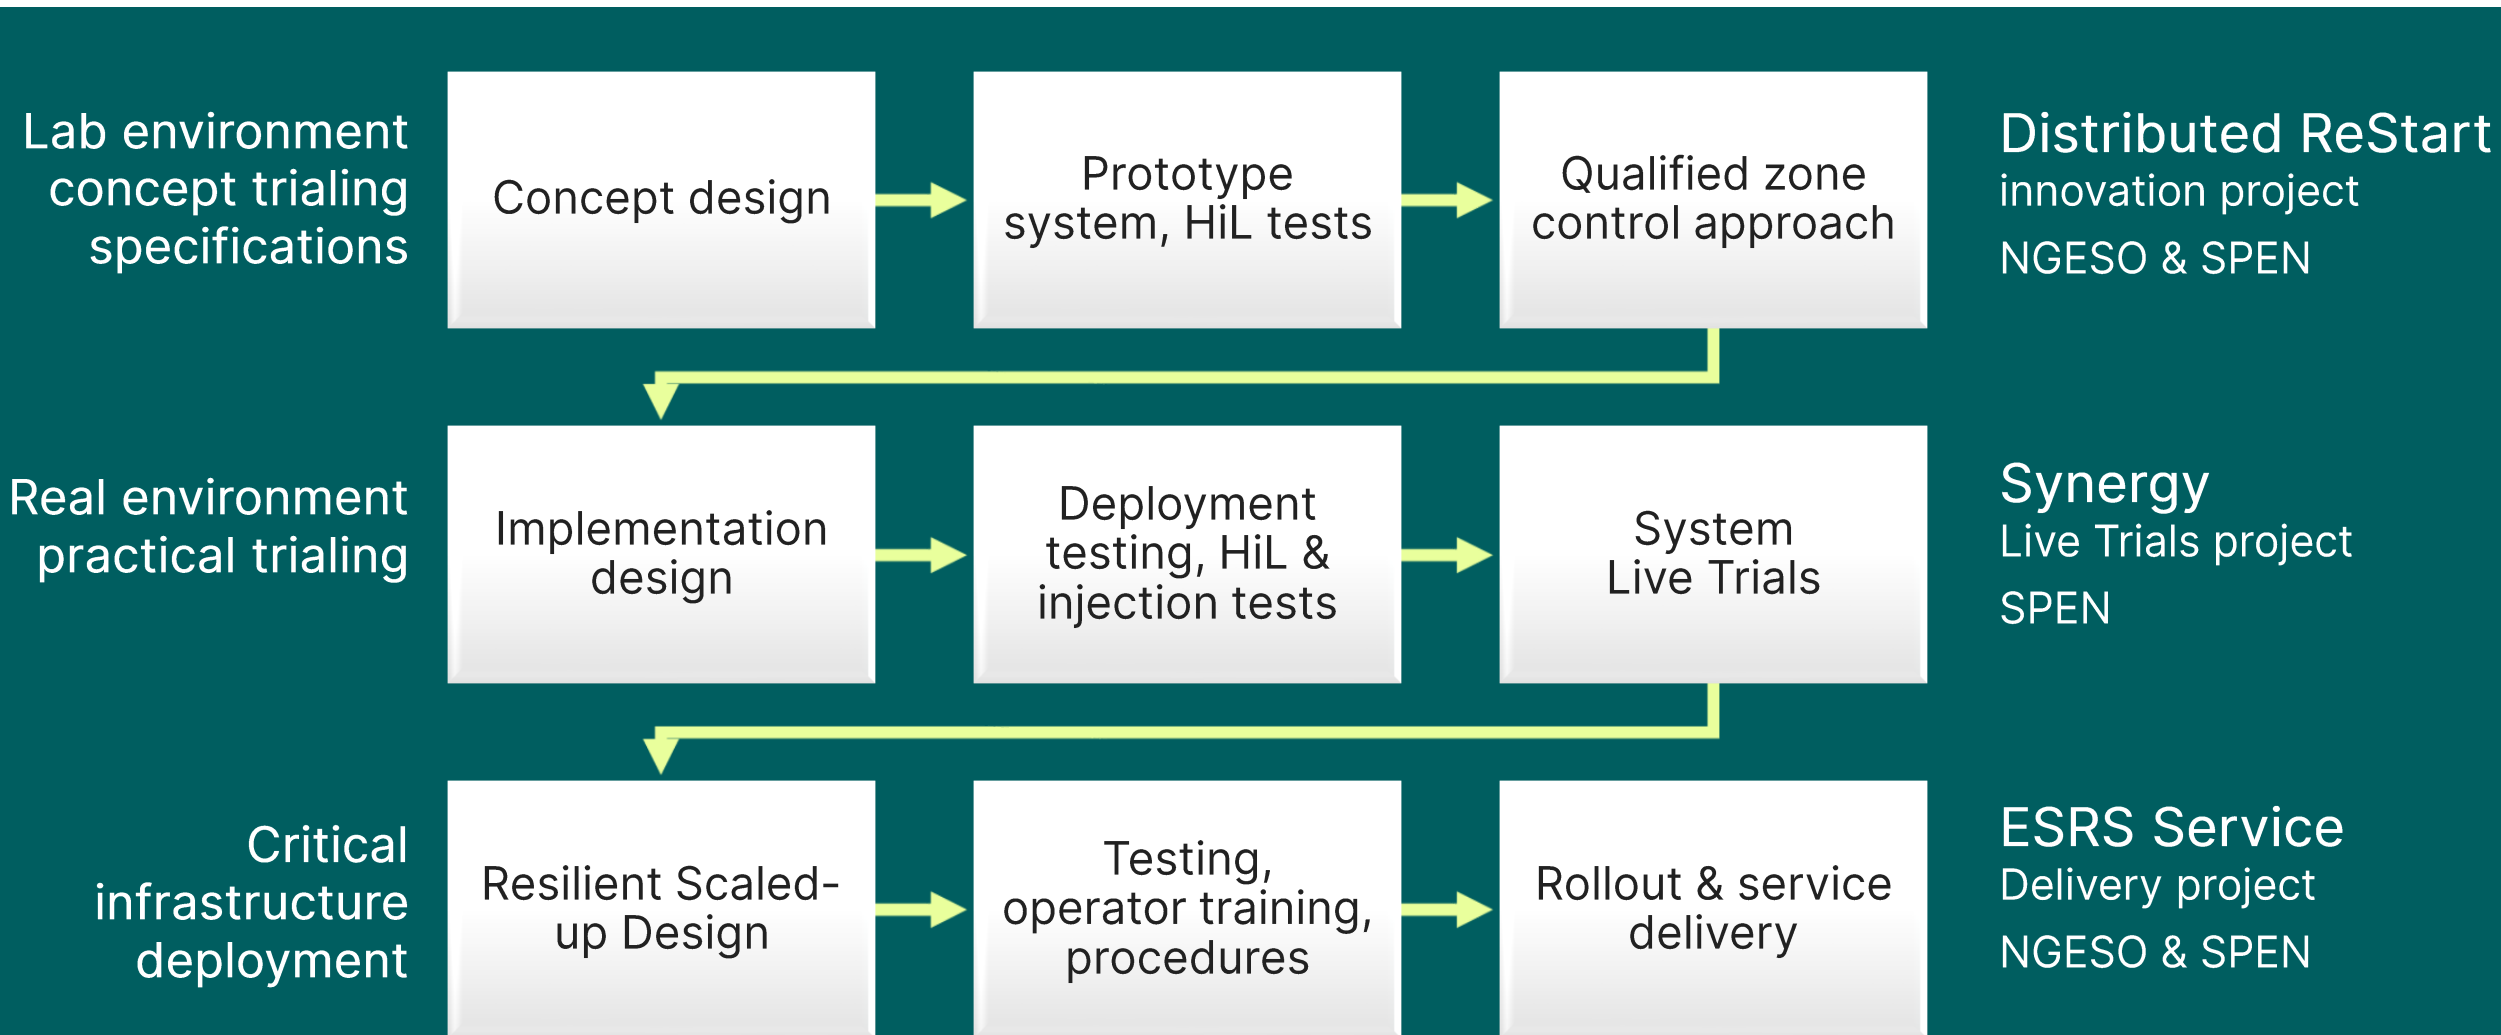 Lab environment
concept trialing
specifications
Concept design
Prototype
system, HiL tests
Qualified zone
control approach
Distributed ReStart
innovation project
NGESO & SPEN
Real environment
practical trialing
Implementation
design
Deployment
testing, HiL &
injection tests
System
Live Trials
Synergy
Live Trials project
SPEN
Critical
infrastructure
deployment
Resilient Scaled-
up Design
Testing,
operator training,
procedures
Rollout & service
delivery
ESRS Service
Delivery project
NGESO & SPEN